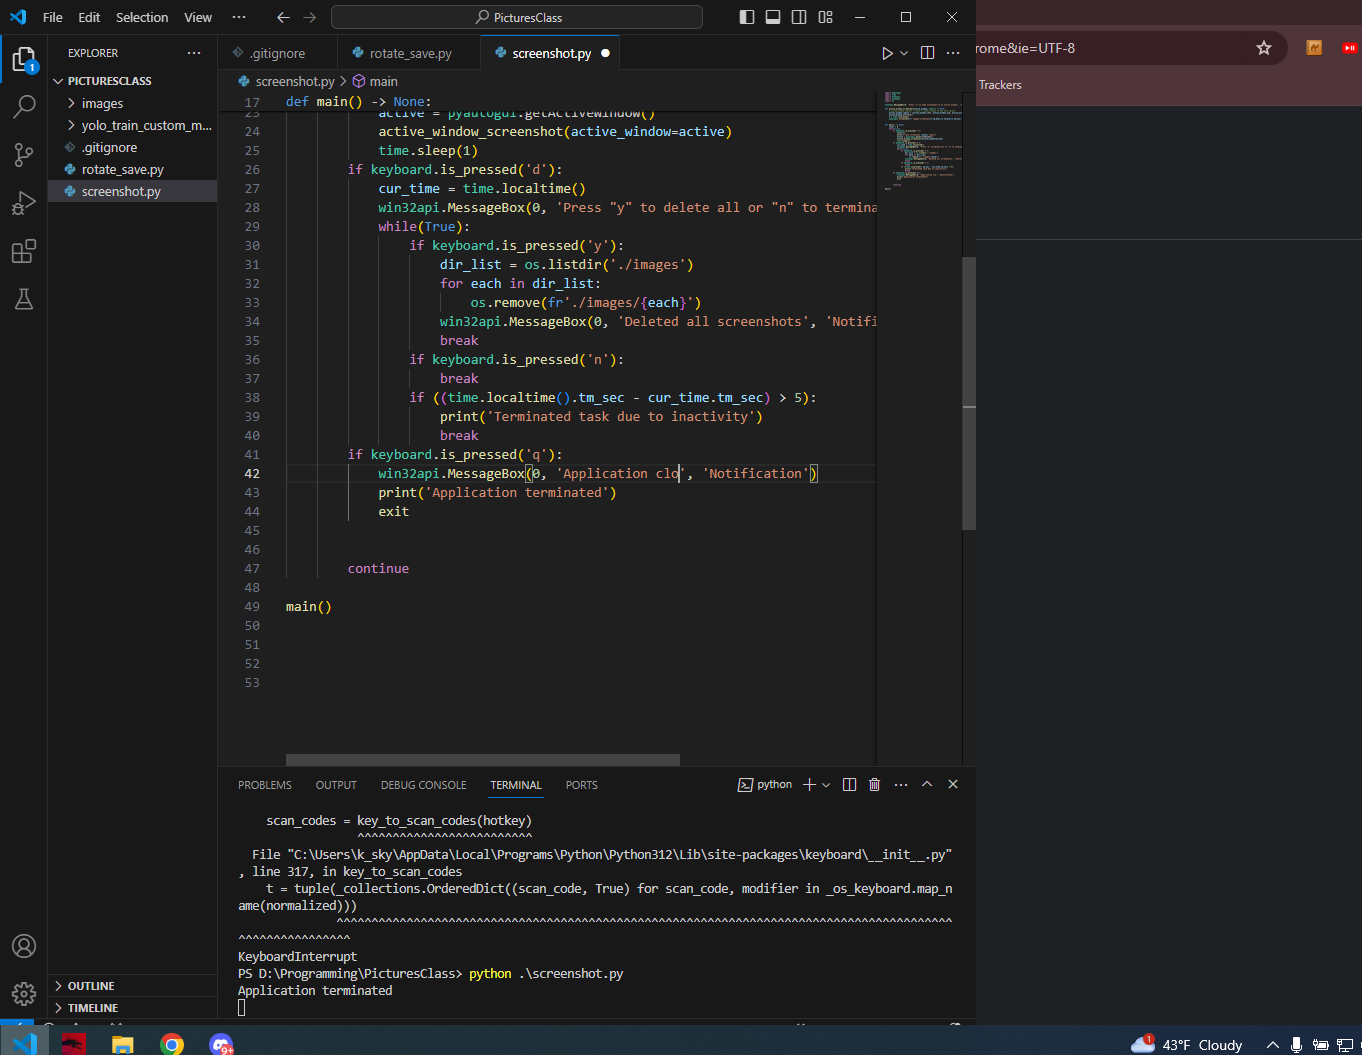 File Edit Selection View ··· PicturesClass
rome&ie=UTF-8
Trackers
EXPLORER ···
PICTURESCLASS
images
yolo_train_custom_m...
.gitignore
rotate_save.py
screenshot.py
OUTLINE
TIMELINE
1
.gitignore rotate_save.py screenshot.py
screenshot.py > main
17 def main() -> None:
23 active = pyautogui.getActiveWindow()
24 active_window_screenshot(active_window=active)
25 time.sleep(1)
26 if keyboard.is_pressed('d'):
27 cur_time = time.localtime()
28 win32api.MessageBox(0, 'Press "y" to delete all or "n" to termina
29 while(True):
30 if keyboard.is_pressed('y'):
31 dir_list = os.listdir('./images')
32 for each in dir_list:
33 os.remove(fr'./images/{each}')
34 win32api.MessageBox(0, 'Deleted all screenshots', 'Notifi
35 break
36 if keyboard.is_pressed('n'):
37 break
38 if ((time.localtime().tm_sec - cur_time.tm_sec) > 5):
39 print('Terminated task due to inactivity')
40 break
41 if keyboard.is_pressed('q'):
42 win32api.MessageBox(0, 'Application clo', 'Notification')
43 print('Application terminated')
44 exit
45
46
47 continue
48
49 main()
50
51
52
53
PROBLEMS OUTPUT DEBUG CONSOLE TERMINAL PORTS python
scan_codes = key_to_scan_codes(hotkey)
^^^^^^^^^^^^^^^^^^^^^^^^^
File "C:\Users\k_sky\AppData\Local\Programs\Python\Python312\Lib\site-packages\keyboard\__init__.py"
, line 317, in key_to_scan_codes
t = tuple(_collections.OrderedDict((scan_code, True) for scan_code, modifier in _os_keyboard.map_n
ame(normalized)))
^^^^^^^^^^^^^^^^^^^^^^^^^^^^^^^^^^^^^^^^^^^^^^^^^^^^^^^^^^^^^^^^^^^^^^^^^^^^^^^^^^^^^^^^
^^^^^^^^^^^^^^^^
KeyboardInterrupt
PS D:\Programming\PicturesClass> python .\screenshot.py
Application terminated
9+
1
43°F Cloudy